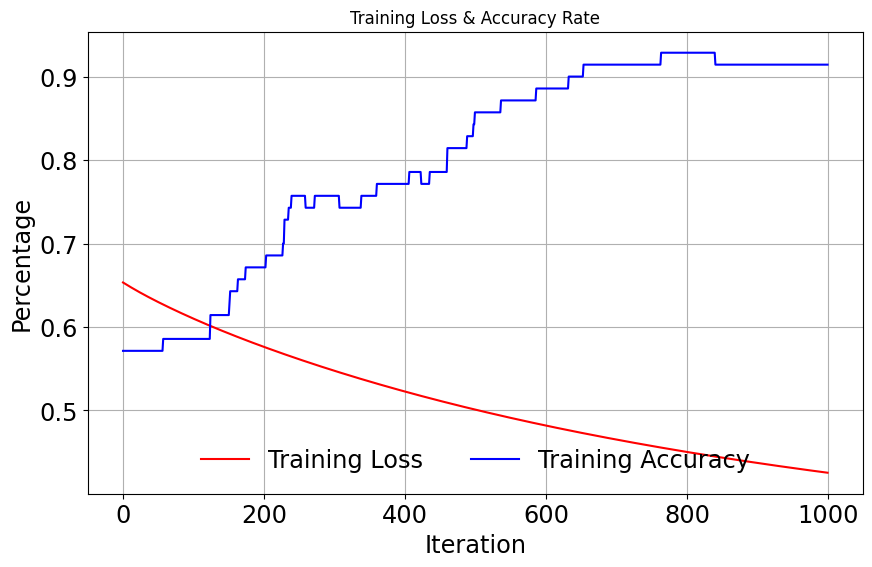 Training Loss & Accuracy Rate
Percentage
0.9
0.8
0.7
0.6
0.5
Training Loss
Training Accuracy
0 200 400 600 800 1000
Iteration